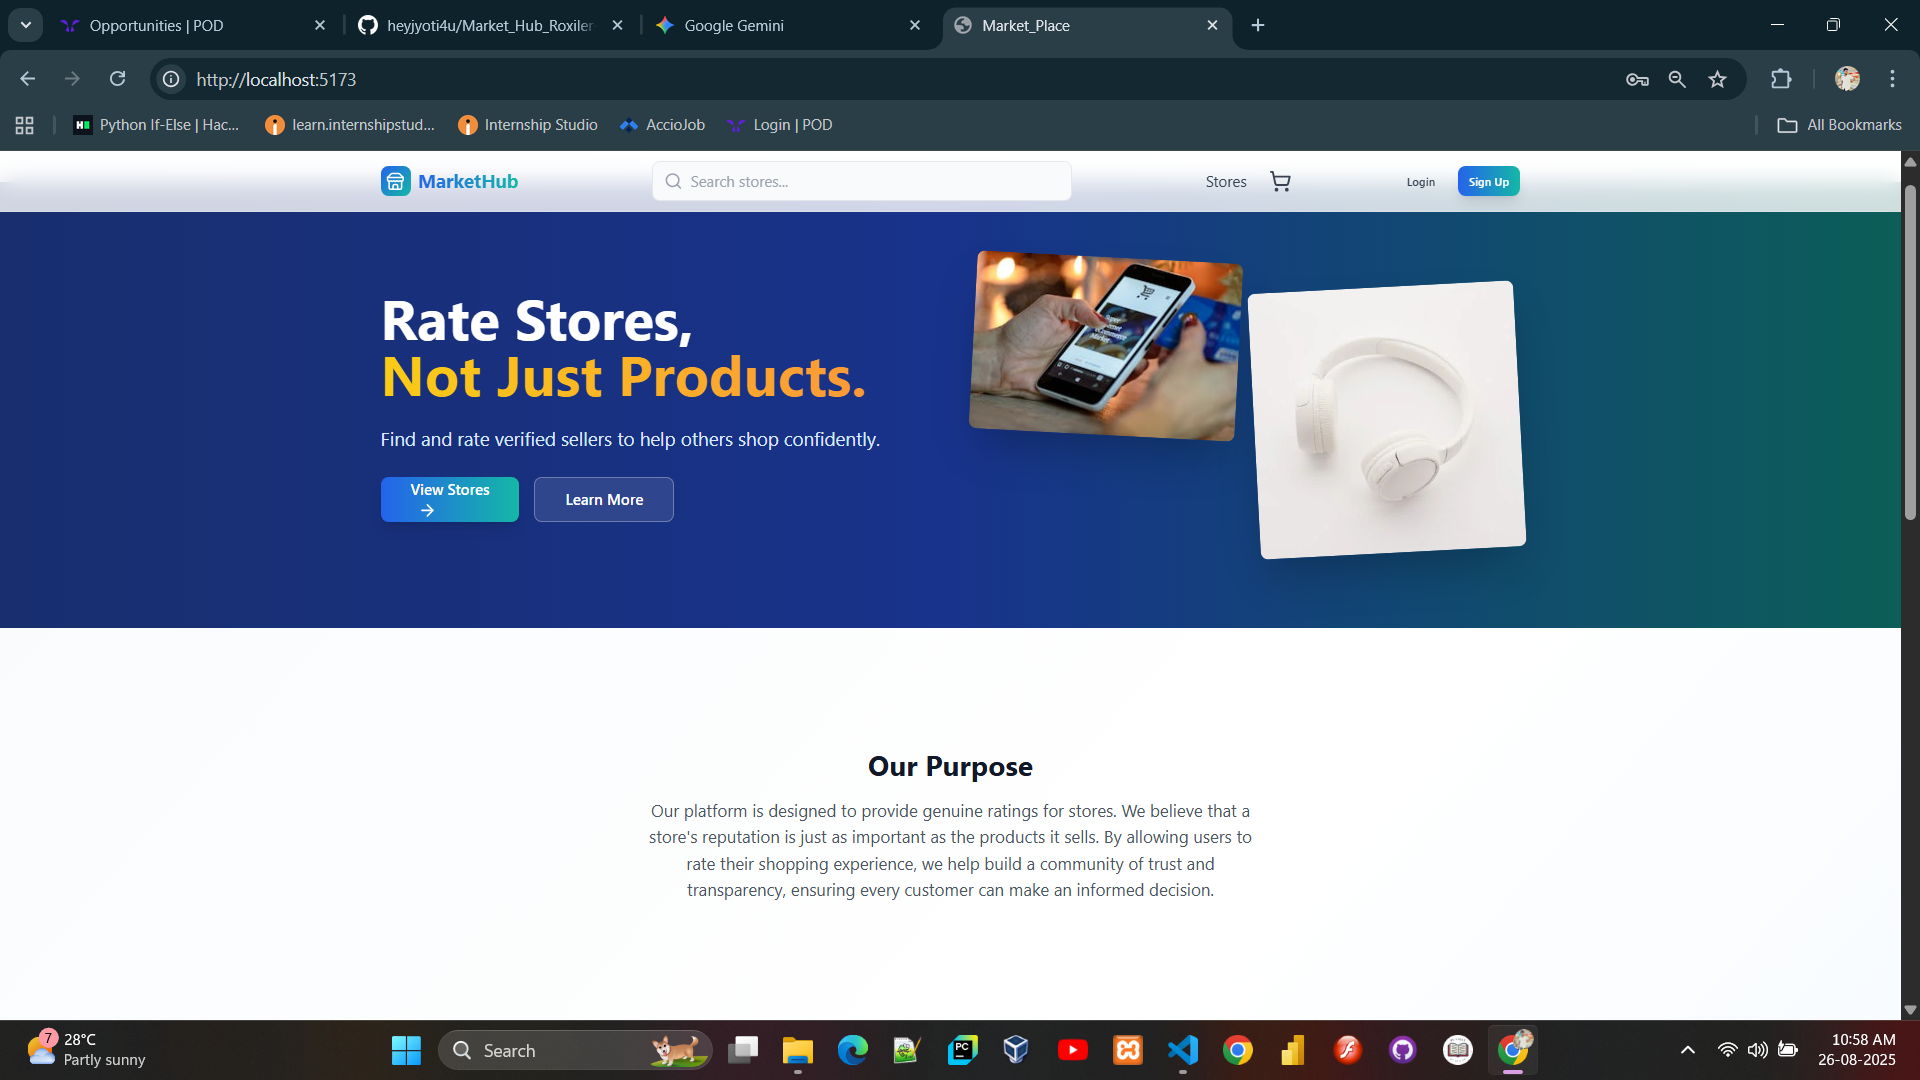 Opportunities | POD
heyjyoti4u/Market_Hub_Roxiler
Google Gemini
Market_Place
http://localhost:5173
Python If-Else | Hac...
learn.internshipstud...
Internship Studio
AccioJob
Login | POD
All Bookmarks
MarketHub
Search stores...
Stores
Login
Sign Up
Rate Stores,
Not Just Products.
Find and rate verified sellers to help others shop confidently.
View Stores
Learn More
Our Purpose
Our platform is designed to provide genuine ratings for stores. We believe that a
store's reputation is just as important as the products it sells. By allowing users to
rate their shopping experience, we help build a community of trust and
transparency, ensuring every customer can make an informed decision.
7
28°C
Partly sunny
Search
PC
10:58 AM
26-08-2025